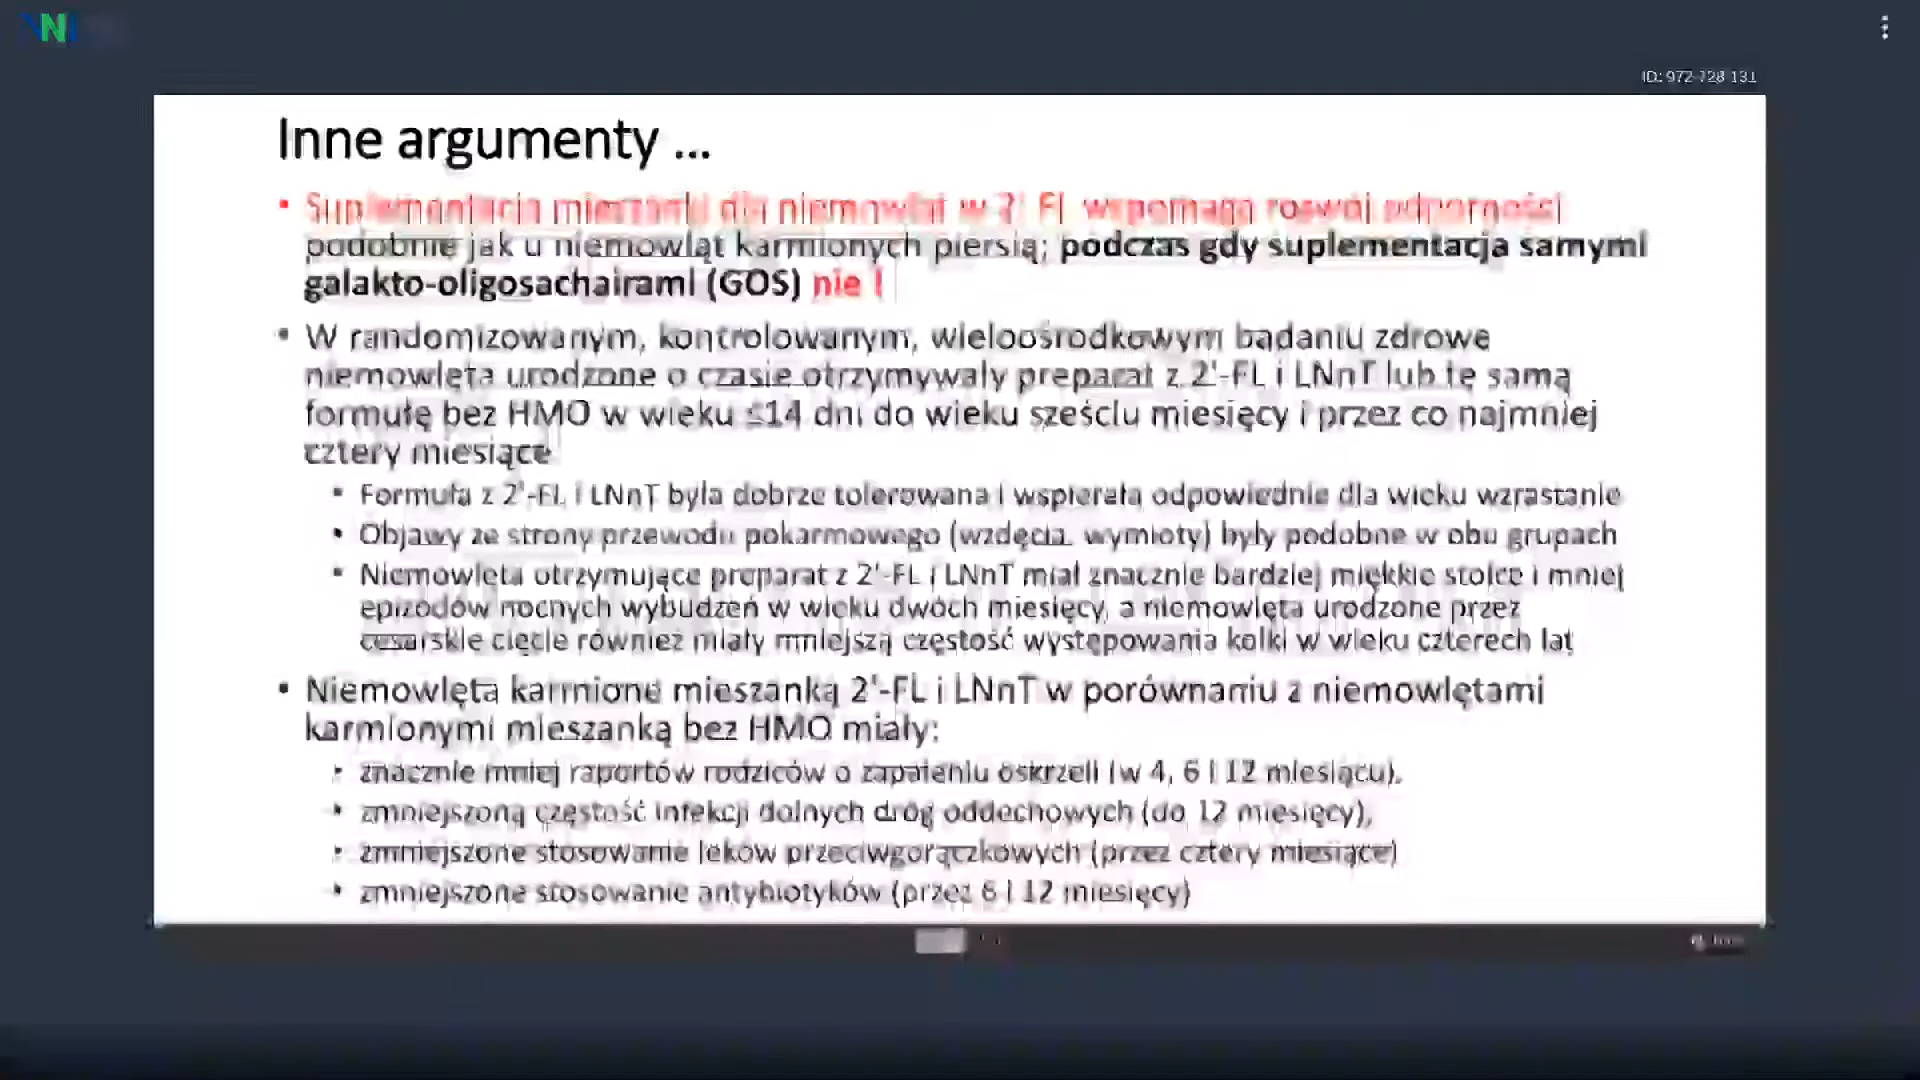 ID: 972-728-131
Inne argumenty ...
• Suplementacja mieszanki dla niemowląt w 2' FL wspomaga rozwój odporności
podobnie jak u niemowląt karmionych piersią; podczas gdy suplementacja samymi
galakto-oligosachairami (GOS) nie !
• W randomizowanym, kontrolowanym, wieloośrodkowym badaniu zdrowe
niemowlęta urodzone o czasie otrzymywały preparat z 2'-FL i LNnT lub tę samą
formułę bez HMO w wieku ≤14 dni do wieku sześciu miesięcy i przez co najmniej
cztery miesiące
• Formuła z 2'-FL i LNnT była dobrze tolerowana i wspierała odpowiednie dla wieku wzrastanie
• Objawy ze strony przewodu pokarmowego (wzdęcia, wymioty) były podobne w obu grupach
• Niemowlęta otrzymujące preparat z 2'-FL i LNnT miał znacznie bardziej miękkie stolce i mniej
epizodów nocnych wybudzeń w wieku dwóch miesięcy, a niemowlęta urodzone przez
cesarskie cięcie również miały mniejszą częstość występowania kolki w wieku czterech lat
• Niemowlęta karmione mieszanką 2'-FL i LNnT w porównaniu z niemowlętami
karmionymi mieszanką bez HMO miały:
• znacznie mniej raportów rodziców o zapaleniu oskrzeli (w 4, 6 i 12 miesiącu),
• zmniejszoną częstość infekcji dolnych dróg oddechowych (do 12 miesięcy),
• zmniejszone stosowanie leków przeciwgorączkowych (przez cztery miesiące)
• zmniejszone stosowanie antybiotyków (przez 6 i 12 miesięcy)